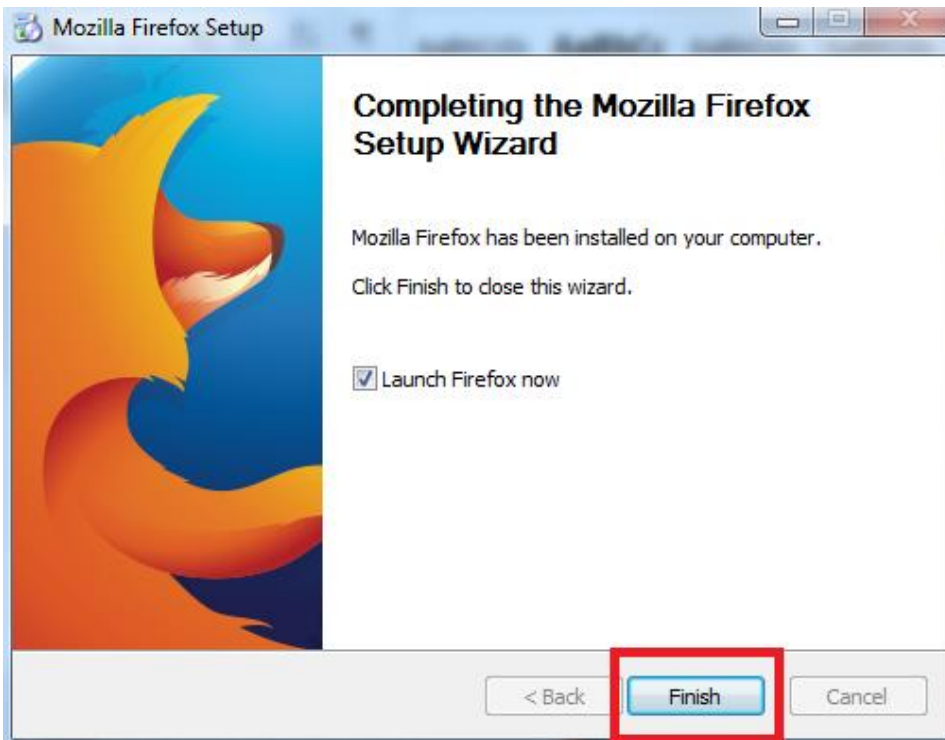 Mozilla Firefox Setup
Completing the Mozilla Firefox
Setup Wizard
Mozilla Firefox has been installed on your computer.
Click Finish to close this wizard.
Launch Firefox now
< Back Finish Cancel